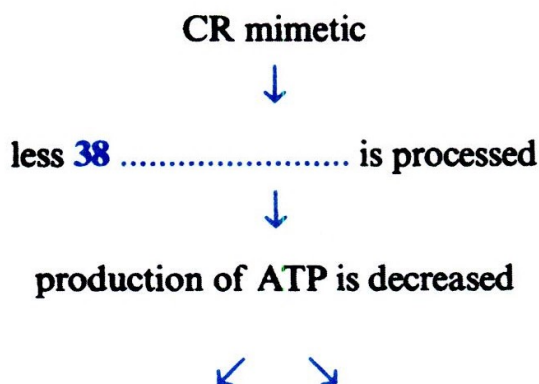 CR mimetic
↓
less 38 ........................ is processed
↓
production of ATP is decreased
↙ ↘